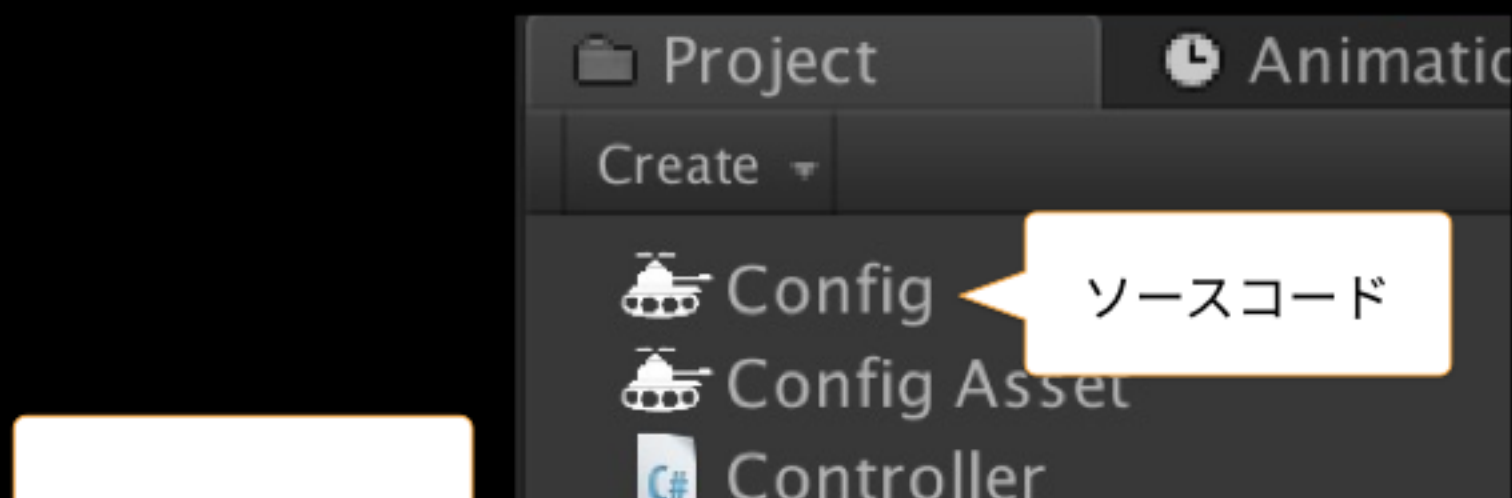 Project
Animatic
Create
Config
ソースコード
Config Asset
C#
Controller